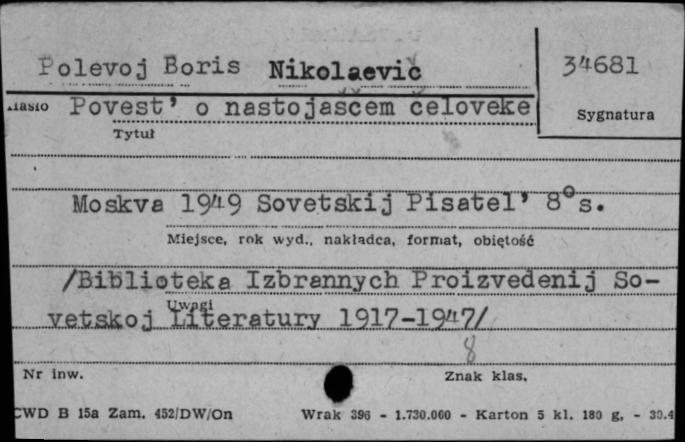 Polevoj Boris Nikolaevič
34681
Hasło Povest' o nastojaščem čeloveke
Sygnatura
Tytuł
Moskva 1949 Sovetskij Pisatel' 8° s.
Miejsce, rok wyd., nakładca, format, objętość
/Biblioteka Izbrannych Proizvedenij So-
Uwagi
vetskoj Literatury 1917-1947/
8
Nr inw.
Znak klas.
CWD B 15a Zam. 452/DW/On Wrak 396 - 1.730.000 - Karton 5 kl. 180 g, - 30.4